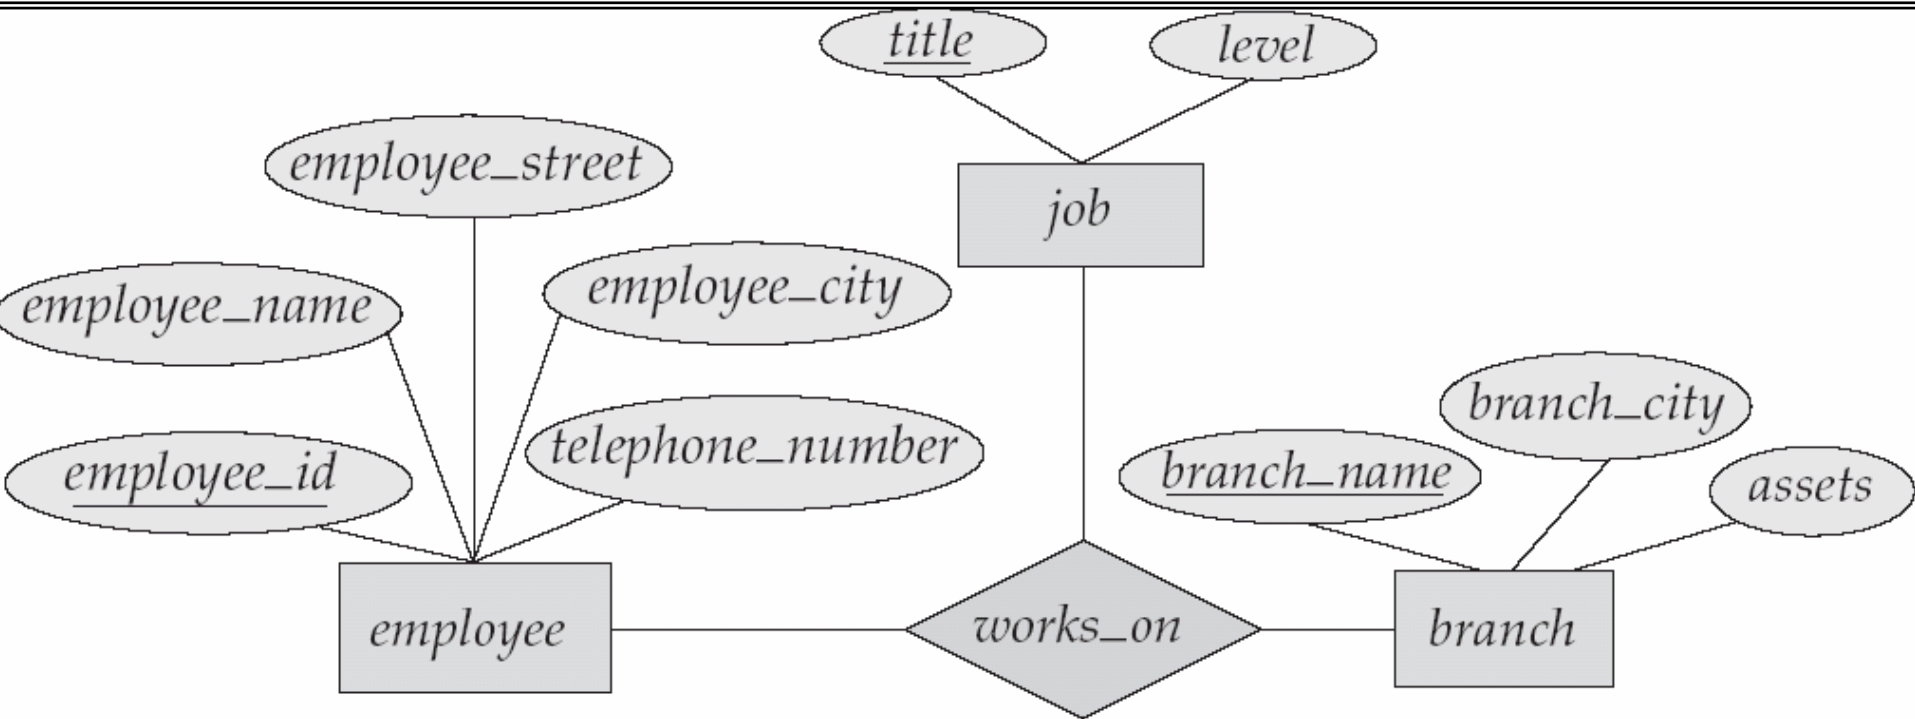 title
level
employee_street
job
employee_name
employee_city
branch_city
employee_id
telephone_number
branch_name
assets
employee
works_on
branch